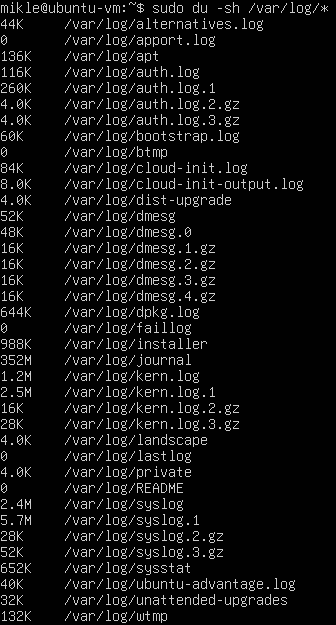 mikle@ubuntu-vm:~$ sudo du -sh /var/log/*
44K /var/log/alternatives.log
0 /var/log/apport.log
136K /var/log/apt
116K /var/log/auth.log
260K /var/log/auth.log.1
4.0K /var/log/auth.log.2.gz
4.0K /var/log/auth.log.3.gz
60K /var/log/bootstrap.log
0 /var/log/btmp
84K /var/log/cloud-init.log
8.0K /var/log/cloud-init-output.log
4.0K /var/log/dist-upgrade
52K /var/log/dmesg
48K /var/log/dmesg.0
16K /var/log/dmesg.1.gz
16K /var/log/dmesg.2.gz
16K /var/log/dmesg.3.gz
16K /var/log/dmesg.4.gz
644K /var/log/dpkg.log
0 /var/log/faillog
988K /var/log/installer
352M /var/log/journal
1.2M /var/log/kern.log
2.5M /var/log/kern.log.1
16K /var/log/kern.log.2.gz
28K /var/log/kern.log.3.gz
4.0K /var/log/landscape
0 /var/log/lastlog
4.0K /var/log/private
0 /var/log/README
2.4M /var/log/syslog
5.7M /var/log/syslog.1
28K /var/log/syslog.2.gz
52K /var/log/syslog.3.gz
652K /var/log/sysstat
40K /var/log/ubuntu-advantage.log
32K /var/log/unattended-upgrades
132K /var/log/wtmp